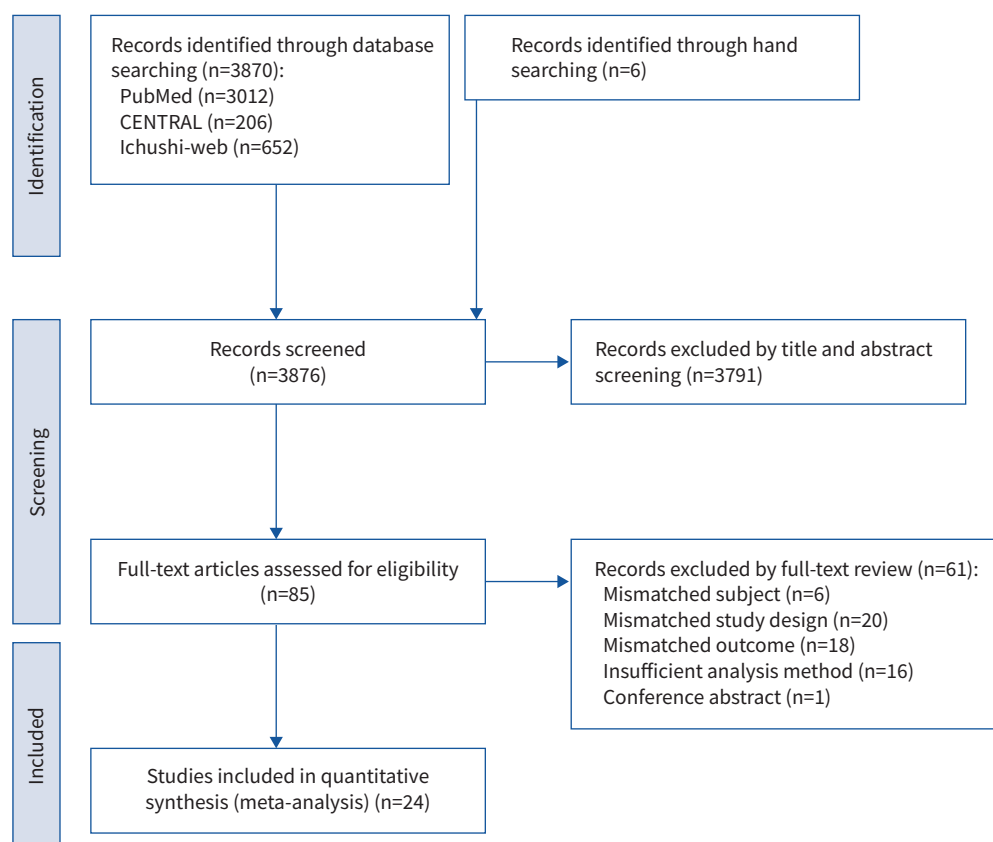 Identification
Records identified through database
searching (n=3870):
PubMed (n=3012)
CENTRAL (n=206)
Ichushi-web (n=652)
Records identified through hand
searching (n=6)
Screening
Records screened
(n=3876)
Records excluded by title and abstract
screening (n=3791)
Full-text articles assessed for eligibility
(n=85)
Records excluded by full-text review (n=61):
Mismatched subject (n=6)
Mismatched study design (n=20)
Mismatched outcome (n=18)
Insufficient analysis method (n=16)
Conference abstract (n=1)
Included
Studies included in quantitative
synthesis (meta-analysis) (n=24)